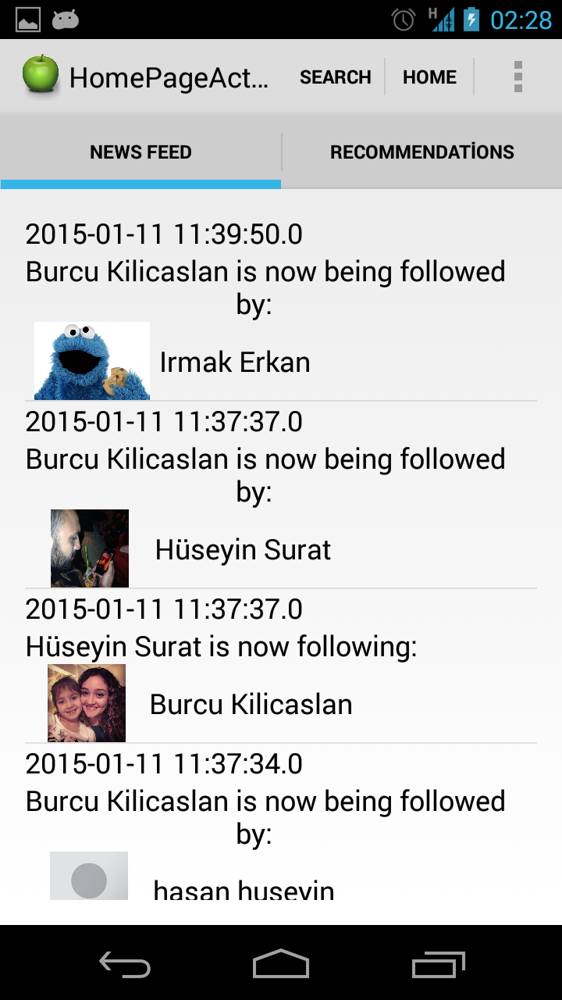 H 02:28
HomePageAct... SEARCH HOME
NEWS FEED RECOMMENDATİONS
2015-01-11 11:39:50.0
Burcu Kilicaslan is now being followed
by:
Irmak Erkan
2015-01-11 11:37:37.0
Burcu Kilicaslan is now being followed
by:
Hüseyin Surat
2015-01-11 11:37:37.0
Hüseyin Surat is now following:
Burcu Kilicaslan
2015-01-11 11:37:34.0
Burcu Kilicaslan is now being followed
by:
hasan huseyin